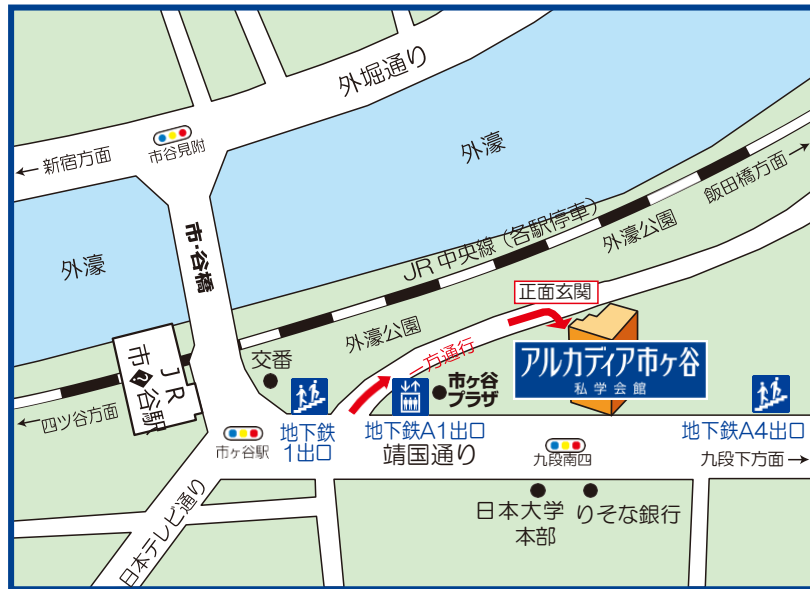 外堀通り
← 新宿方面
市谷見附
外濠
飯田橋方面 →
市・谷橋
外濠
JR 中央線（各駅停車）
外濠公園
正面玄関
外濠公園
一方通行
交番
アルカディア市ヶ谷
私学会館
市ヶ谷
プラザ
JR
市�谷駅
← 四ツ谷方面
市ヶ谷駅
地下鉄
1出口
地下鉄A1出口
靖国通り
九段南四
地下鉄A4出口
九段下方面 →
日本テレビ通り
日本大学
本部
りそな銀行